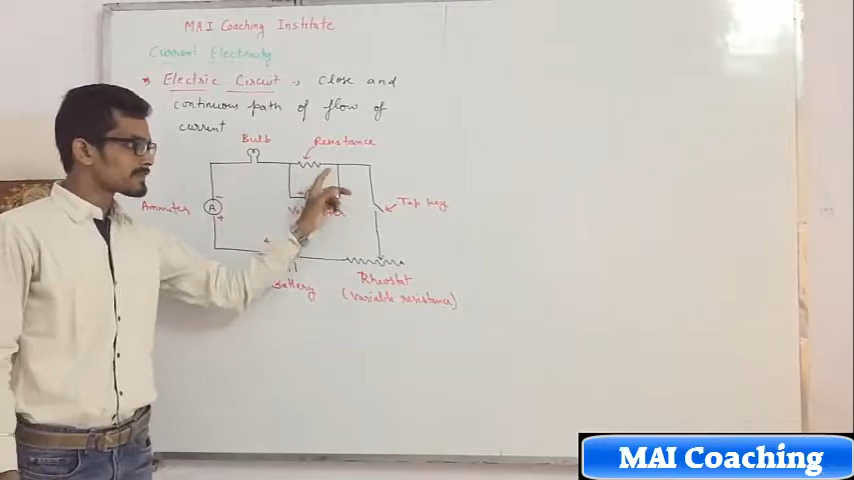 MAI Coaching Institute
Current Electricity
Electric Circuit → close and
continuous path of flow of
current
Bulb
Resistance
A
Ammeter
Tap key
+
Battery
Rheostat
(Variable resistance)
MAI Coaching